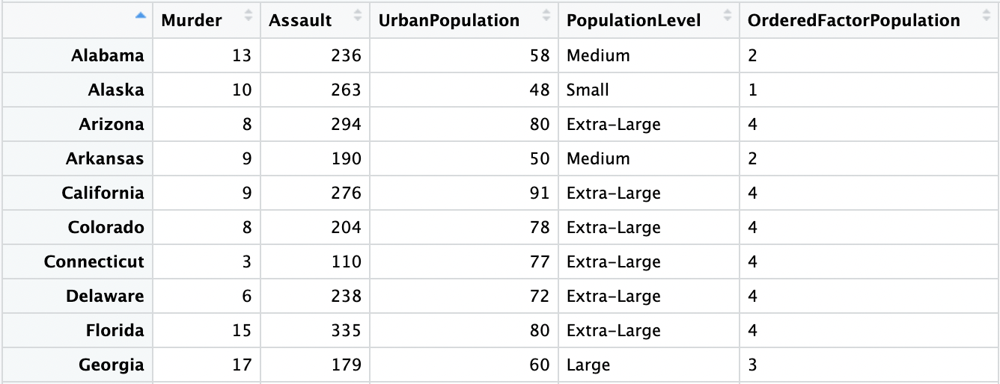 Murder Assault UrbanPopulation PopulationLevel OrderedFactorPopulation
Alabama 13 236 58 Medium 2
Alaska 10 263 48 Small 1
Arizona 8 294 80 Extra-Large 4
Arkansas 9 190 50 Medium 2
California 9 276 91 Extra-Large 4
Colorado 8 204 78 Extra-Large 4
Connecticut 3 110 77 Extra-Large 4
Delaware 6 238 72 Extra-Large 4
Florida 15 335 80 Extra-Large 4
Georgia 17 179 60 Large 3